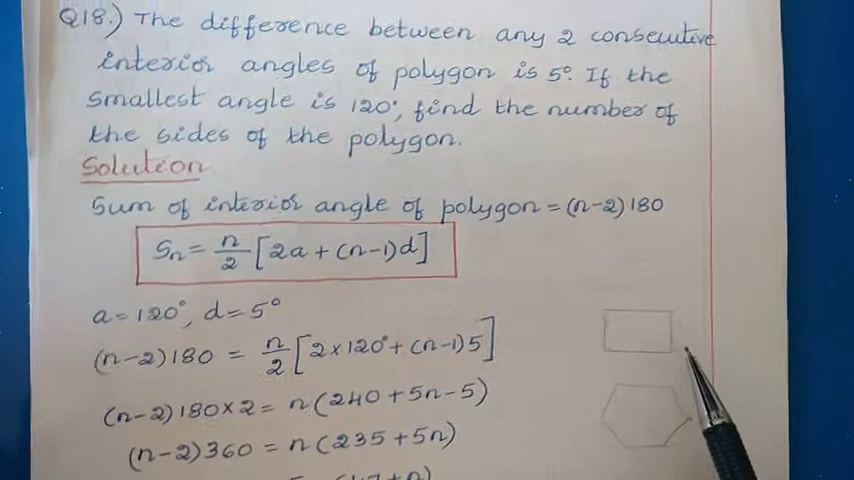 Q18.) The difference between any 2 consecutive
interior angles of polygon is 5°. If the
smallest angle is 120°, find the number of
the sides of the polygon.
Solution
Sum of interior angle of polygon = (n-2)180
Sn = n/2 [2a + (n-1)d]
a = 120°, d = 5°
(n-2)180 = n/2 [2×120° + (n-1)5]
(n-2)180×2 = n(240 + 5n - 5)
(n-2)360 = n(235 + 5n)